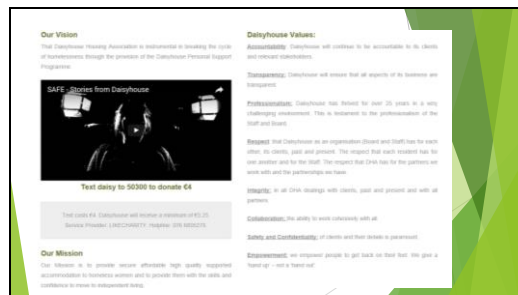 Our Vision
That Daisyhouse Housing Association is instrumental in breaking the cycle
of homelessness through the provision of the Daisyhouse Personal Support
Programme.
SAFE - Stories from Daisyhouse
Text daisy to 50300 to donate €4
Text costs €4. Daisyhouse will receive a minimum of €3.25.
Service Provider: LIKECHARITY. Helpline:
Our Mission
Our Mission is to provide secure affordable high quality supported
accommodation to homeless women and to provide them with the skills and
confidence to move to independent living.
Daisyhouse Values:
Accountability: Daisyhouse will continue to be accountable to its clients
and relevant stakeholders.
Transparency: Daisyhouse will ensure that all aspects of its business are
transparent.
Professionalism: Daisyhouse has thrived for over 25 years in a very
challenging environment. This is testament to the professionalism of the
Staff and Board.
Respect: that Daisyhouse as an organisation (Board and Staff) has for each
other, its clients, past and present. The respect that each resident has for
one another and for the Staff. The respect that DHA has for the partners we
work with and the partnerships we have.
Integrity: in all DHA dealings with clients, past and present and with all
partners.
Collaboration: the ability to work cohesively with all.
Safety and Confidentiality: of clients and their details is paramount.
Empowerment: we empower people to get back on their feet. We give a
'hand up' - not a 'hand out'.